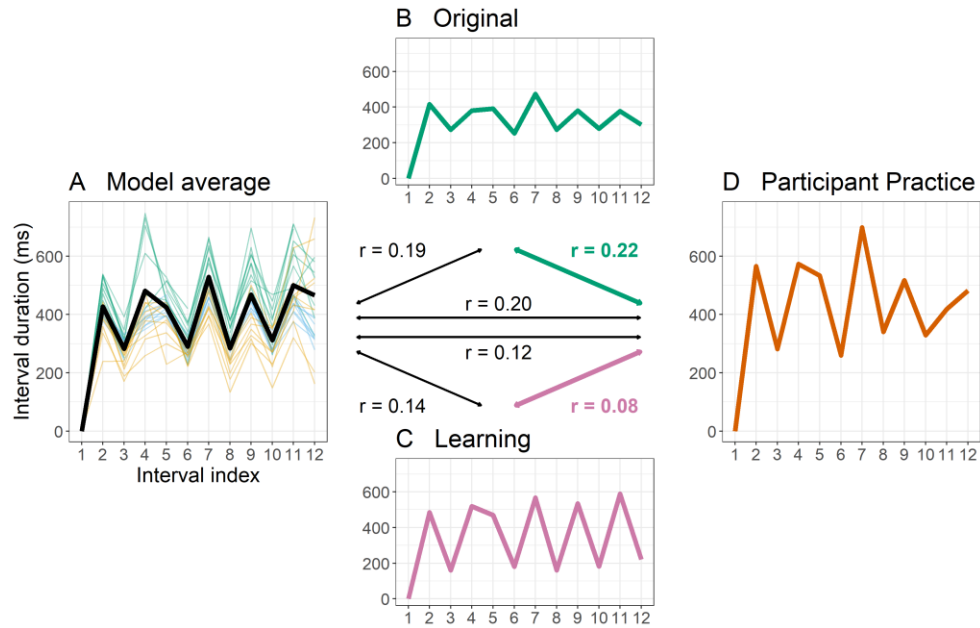 B Original
600
400
200
0
1 2 3 4 5 6 7 8 9 10 11 12
A Model average
Interval duration (ms)
600
400
200
0
1 2 3 4 5 6 7 8 9 10 11 12
Interval index
r = 0.19
r = 0.22
r = 0.20
r = 0.12
r = 0.14
r = 0.08
D Participant Practice
600
400
200
0
1 2 3 4 5 6 7 8 9 10 11 12
C Learning
600
400
200
0
1 2 3 4 5 6 7 8 9 10 11 12